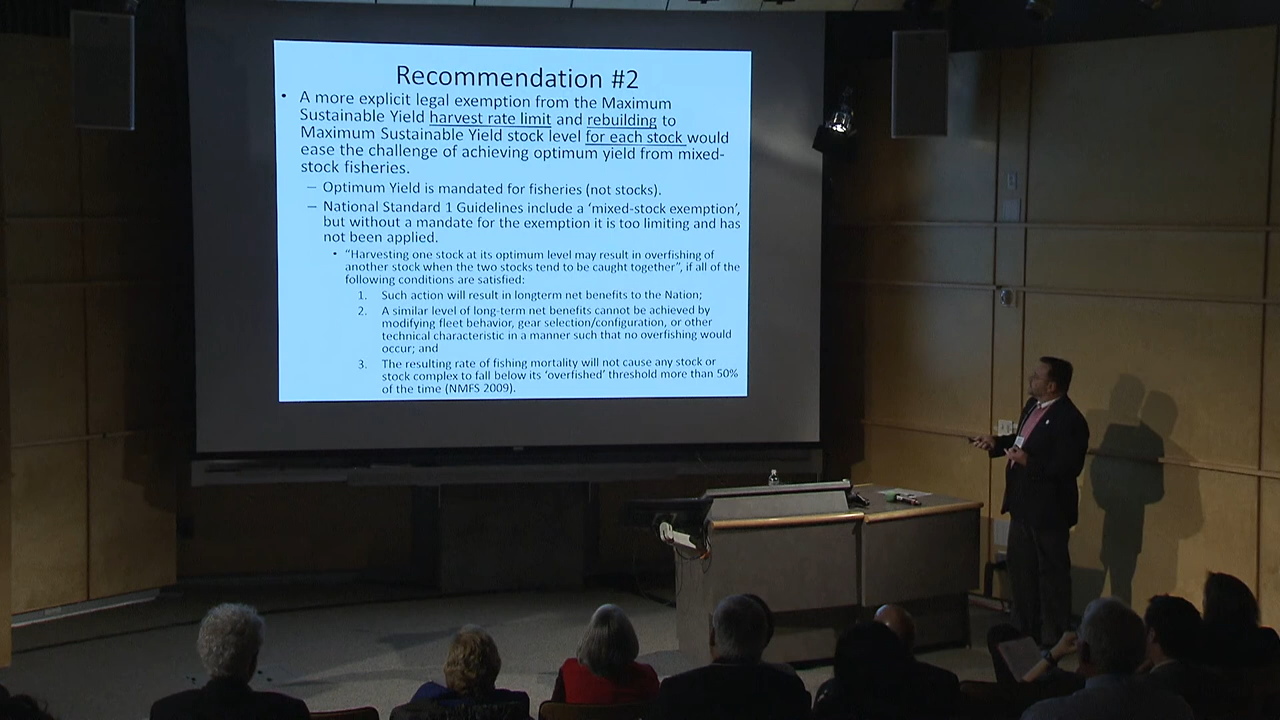 Recommendation #2
• A more explicit legal exemption from the Maximum
Sustainable Yield harvest rate limit and rebuilding to
Maximum Sustainable Yield stock level for each stock would
ease the challenge of achieving optimum yield from mixed-
stock fisheries.
– Optimum Yield is mandated for fisheries (not stocks).
– National Standard 1 Guidelines include a ‘mixed-stock exemption’,
but without a mandate for the exemption it is too limiting and has
not been applied.
• “Harvesting one stock at its optimum level may result in overfishing of
another stock when the two stocks tend to be caught together”, if all of the
following conditions are satisfied:
1. Such action will result in longterm net benefits to the Nation;
2. A similar level of long-term net benefits cannot be achieved by
modifying fleet behavior, gear selection/configuration, or other
technical characteristic in a manner such that no overfishing would
occur; and
3. The resulting rate of fishing mortality will not cause any stock or
stock complex to fall below its ‘overfished’ threshold more than 50%
of the time (NMFS 2009).